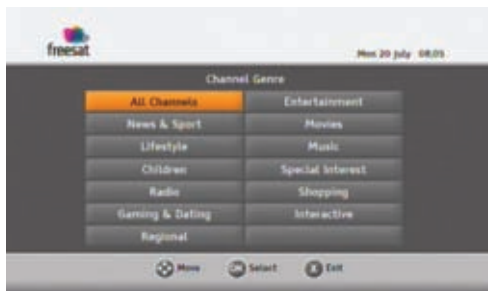 freesat
Mon 20 July 08:05
Channel Genre
All Channels Entertainment
News & Sport Movies
Lifestyle Music
Children Special Interest
Radio Shopping
Gaming & Dating Interactive
Regional
Move OK Select X Exit